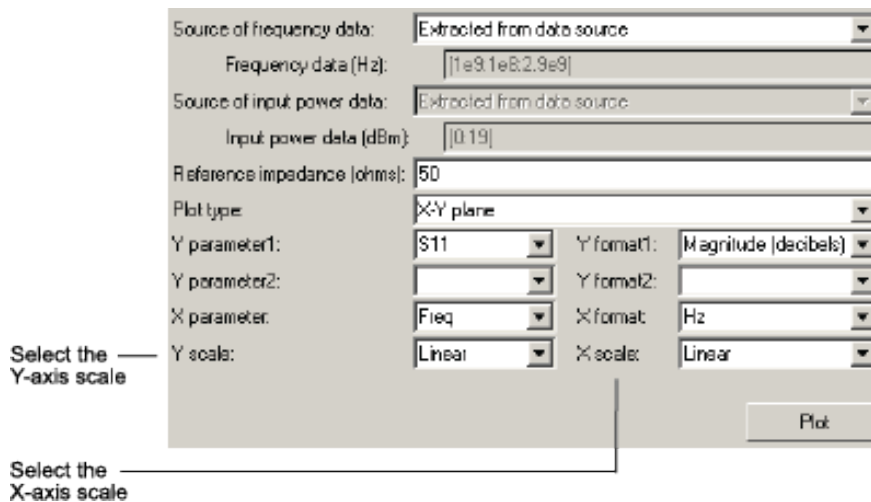 Source of frequency data: Extracted from data source
Frequency data (Hz): [1e9:1e8:2.9e9]
Source of input power data: Extracted from data source
Input power data (dBm): [0:19]
Reference impedance (ohms): 50
Plot type: X-Y plane
Y parameter1: S11 Y format1: Magnitude (decibels)
Y parameter2: Y format2:
X parameter: Freq X format: Hz
Y scale: Linear X scale: Linear
Select the
Y-axis scale
Plot
Select the
X-axis scale